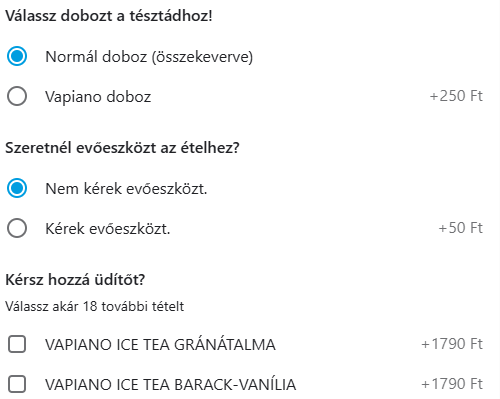 Válassz dobozt a tésztádhoz!
Normál doboz (összekeverve)
Vapiano doboz +250 Ft
Szeretnél evőeszközt az ételhez?
Nem kérek evőeszközt.
Kérek evőeszközt. +50 Ft
Kérsz hozzá üdítőt?
Válassz akár 18 további tételt
VAPIANO ICE TEA GRÁNÁTALMA +1790 Ft
VAPIANO ICE TEA BARACK-VANÍLIA +1790 Ft